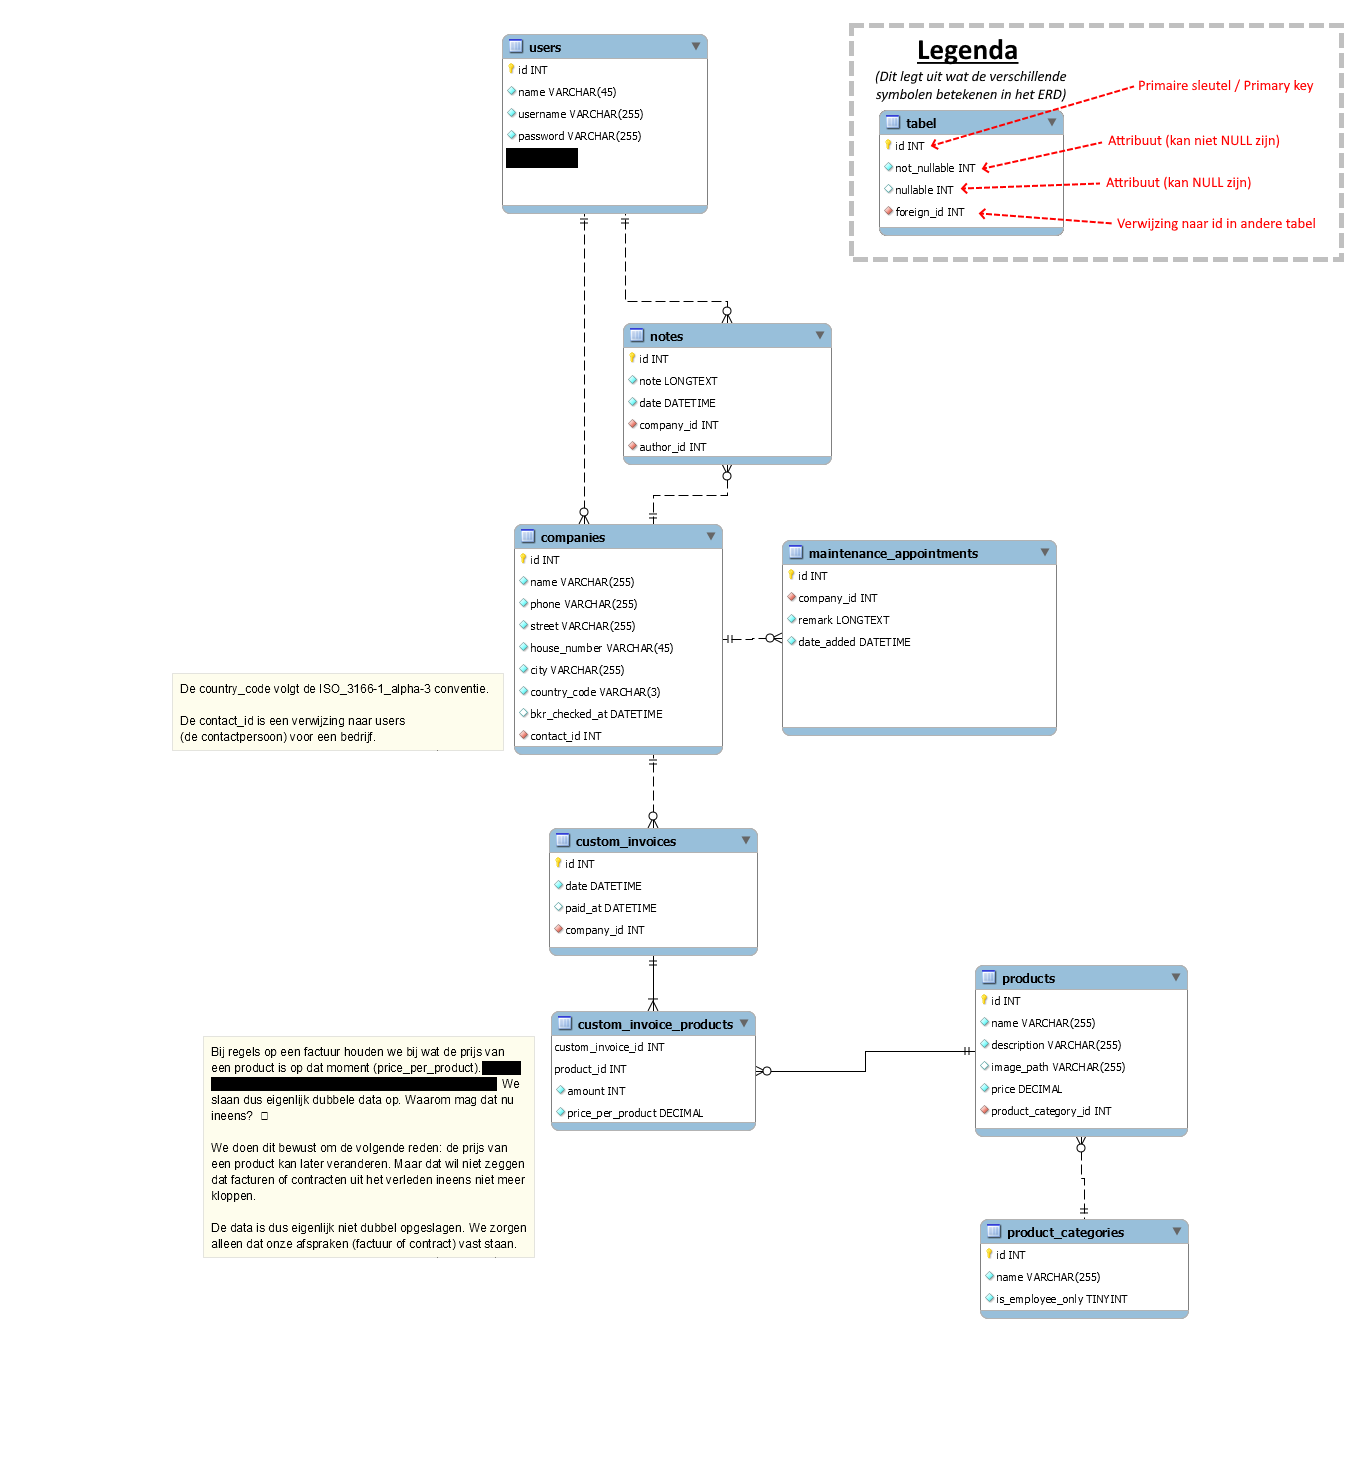 users
id INT
name VARCHAR(45)
username VARCHAR(255)
password VARCHAR(255)
Legenda
(Dit legt uit wat de verschillende
symbolen betekenen in het ERD)
tabel
id INT
not_nullable INT
nullable INT
foreign_id INT
Primaire sleutel / Primary key
Attribuut (kan niet NULL zijn)
Attribuut (kan NULL zijn)
Verwijzing naar id in andere tabel
notes
id INT
note LONGTEXT
date DATETIME
company_id INT
author_id INT
companies
id INT
name VARCHAR(255)
phone VARCHAR(255)
street VARCHAR(255)
house_number VARCHAR(45)
city VARCHAR(255)
country_code VARCHAR(3)
bkr_checked_at DATETIME
contact_id INT
maintenance_appointments
id INT
company_id INT
remark LONGTEXT
date_added DATETIME
De country_code volgt de ISO_3166-1_alpha-3 conventie.
De contact_id is een verwijzing naar users
(de contactpersoon) voor een bedrijf.
custom_invoices
id INT
date DATETIME
paid_at DATETIME
company_id INT
custom_invoice_products
custom_invoice_id INT
product_id INT
amount INT
price_per_product DECIMAL
products
id INT
name VARCHAR(255)
description VARCHAR(255)
image_path VARCHAR(255)
price DECIMAL
product_category_id INT
Bij regels op een factuur houden we bij wat de prijs van
een product is op dat moment (price_per_product).
We
slaan dus eigenlijk dubbele data op. Waarom mag dat nu
ineens?
We doen dit bewust om de volgende reden: de prijs van
een product kan later veranderen. Maar dat wil niet zeggen
dat facturen of contracten uit het verleden ineens niet meer
kloppen.
De data is dus eigenlijk niet dubbel opgeslagen. We zorgen
alleen dat onze afspraken (factuur of contract) vast staan.
product_categories
id INT
name VARCHAR(255)
is_employee_only TINYINT